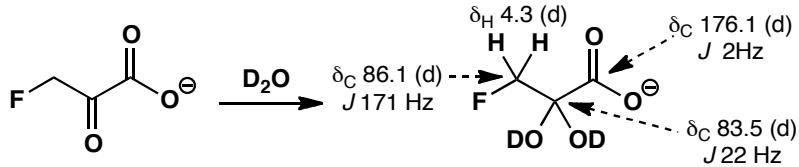 δH 4.3 (d)
H H
O
O
F
O⊖
O
D2O
δC 86.1 (d)
J 171 Hz
F
DO OD
O
O⊖
δC 176.1 (d)
J 2Hz
δC 83.5 (d)
J 22 Hz